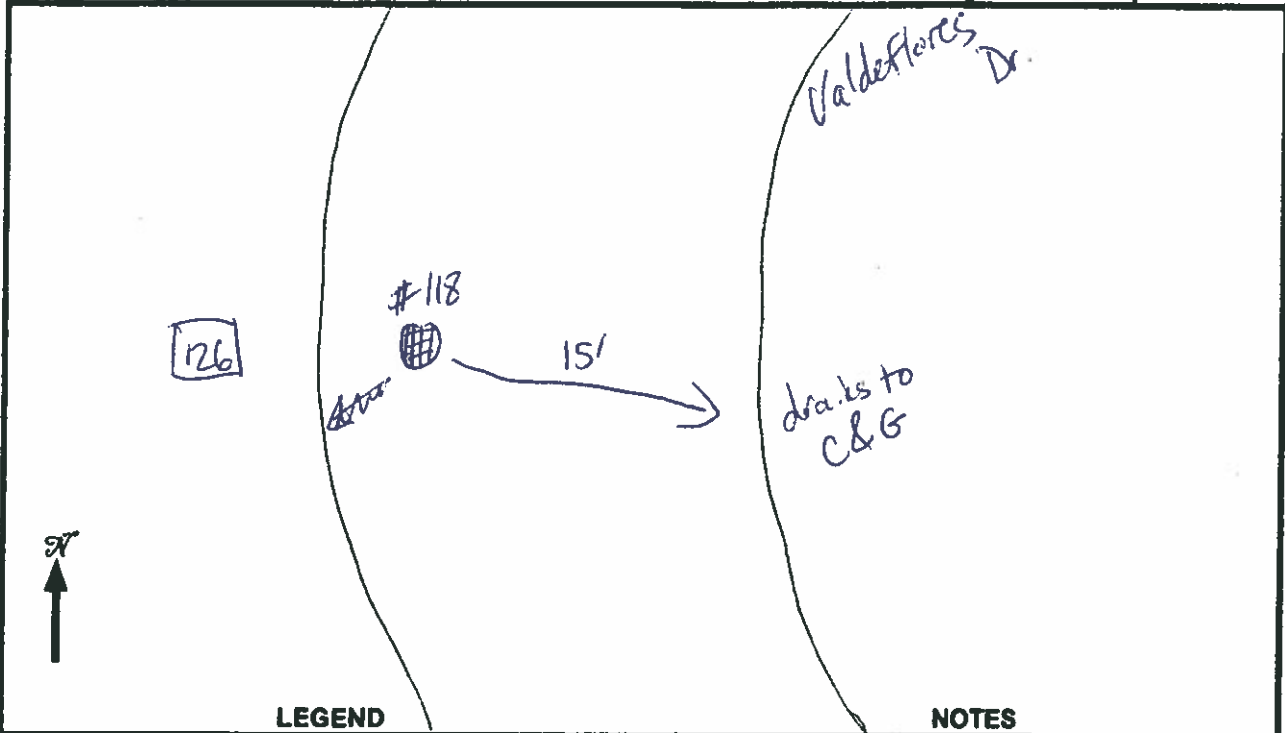 Valdeflores
Dr.
#118
126
15'
drains to
C&G
N
LEGEND
NOTES